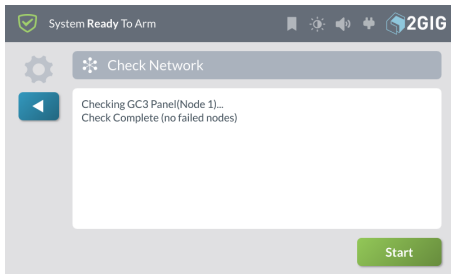 System Ready To Arm
2GIG
Check Network
Checking GC3 Panel(Node 1)...
Check Complete (no failed nodes)
Start